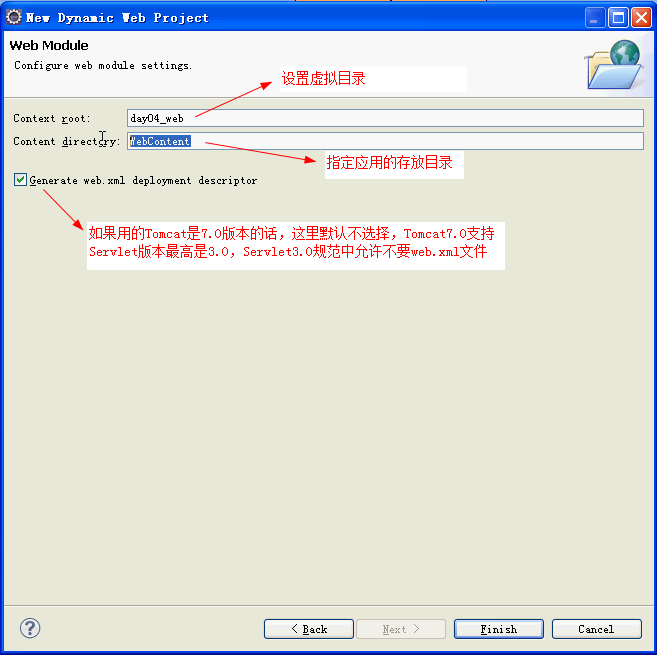 New Dynamic Web Project
Web Module
Configure web module settings.
设置虚拟目录
Context root:
day04_web
Content directory:
WebContent
指定应用的存放目录
Generate web.xml deployment descriptor
如果用的Tomcat是7.0版本的话，这里默认不选择，Tomcat7.0支持
Servlet版本最高是3.0，Servlet3.0规范中允许不要web.xml文件
?
< Back
Next >
Finish
Cancel